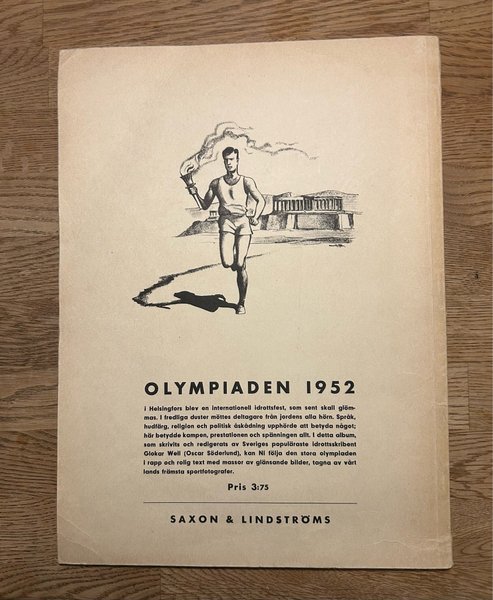 OLYMPIADEN 1952
i Helsingfors blev en internationell idrottsfest, som sent skall glöm-
mas. I fredliga duster möttes deltagare från jordens alla hörn. Språk,
hudfärg, religion och politisk åskådning upphörde att betyda något;
här betydde kampen, prestationen och spänningen allt. I detta album,
som skrivits och redigerats av Sveriges populäraste idrottsskribent
Glokar Well (Oscar Söderlund), kan Ni följa den stora olympiaden
i rapp och rolig text med massor av glänsande bilder, tagna av vårt
lands främsta sportfotografer.
Pris 3:75
SAXON & LINDSTRÖMS